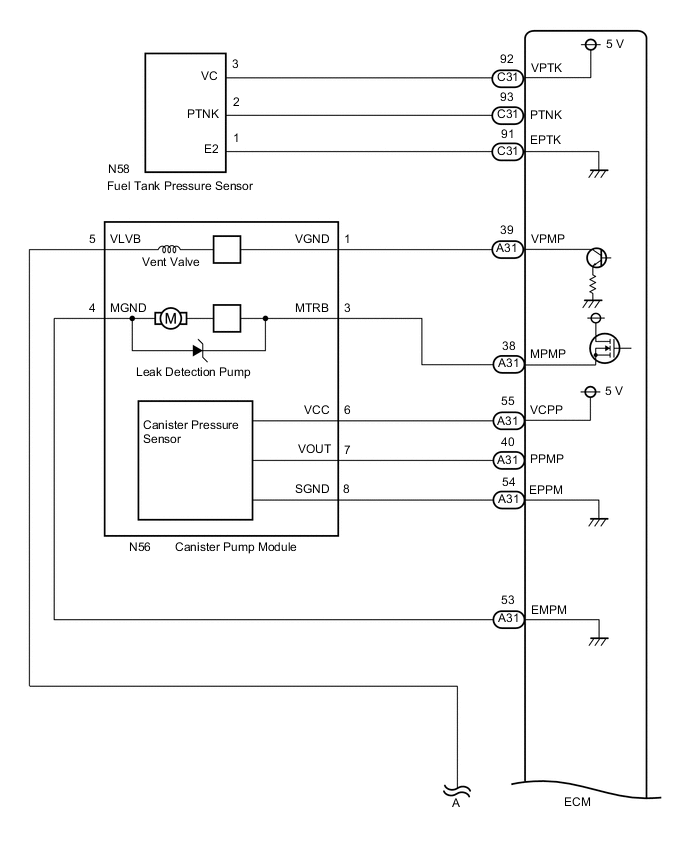 5 V
92
3
VPTK
VC
C31
93
2
PTNK
C31
PTNK
91
1
EPTK
E2
C31
N58
Fuel Tank Pressure Sensor
39
5
VLVB
VGND
1
VPMP
A31
Vent Valve
4
MGND
MTRB
3
M
38
MPMP
A31
Leak Detection Pump
5 V
55
VCC
6
VCPP
A31
Canister Pressure
Sensor
40
VOUT
7
A31
PPMP
54
SGND
8
EPPM
A31
N56
Canister Pump Module
53
EMPM
A31
A
ECM